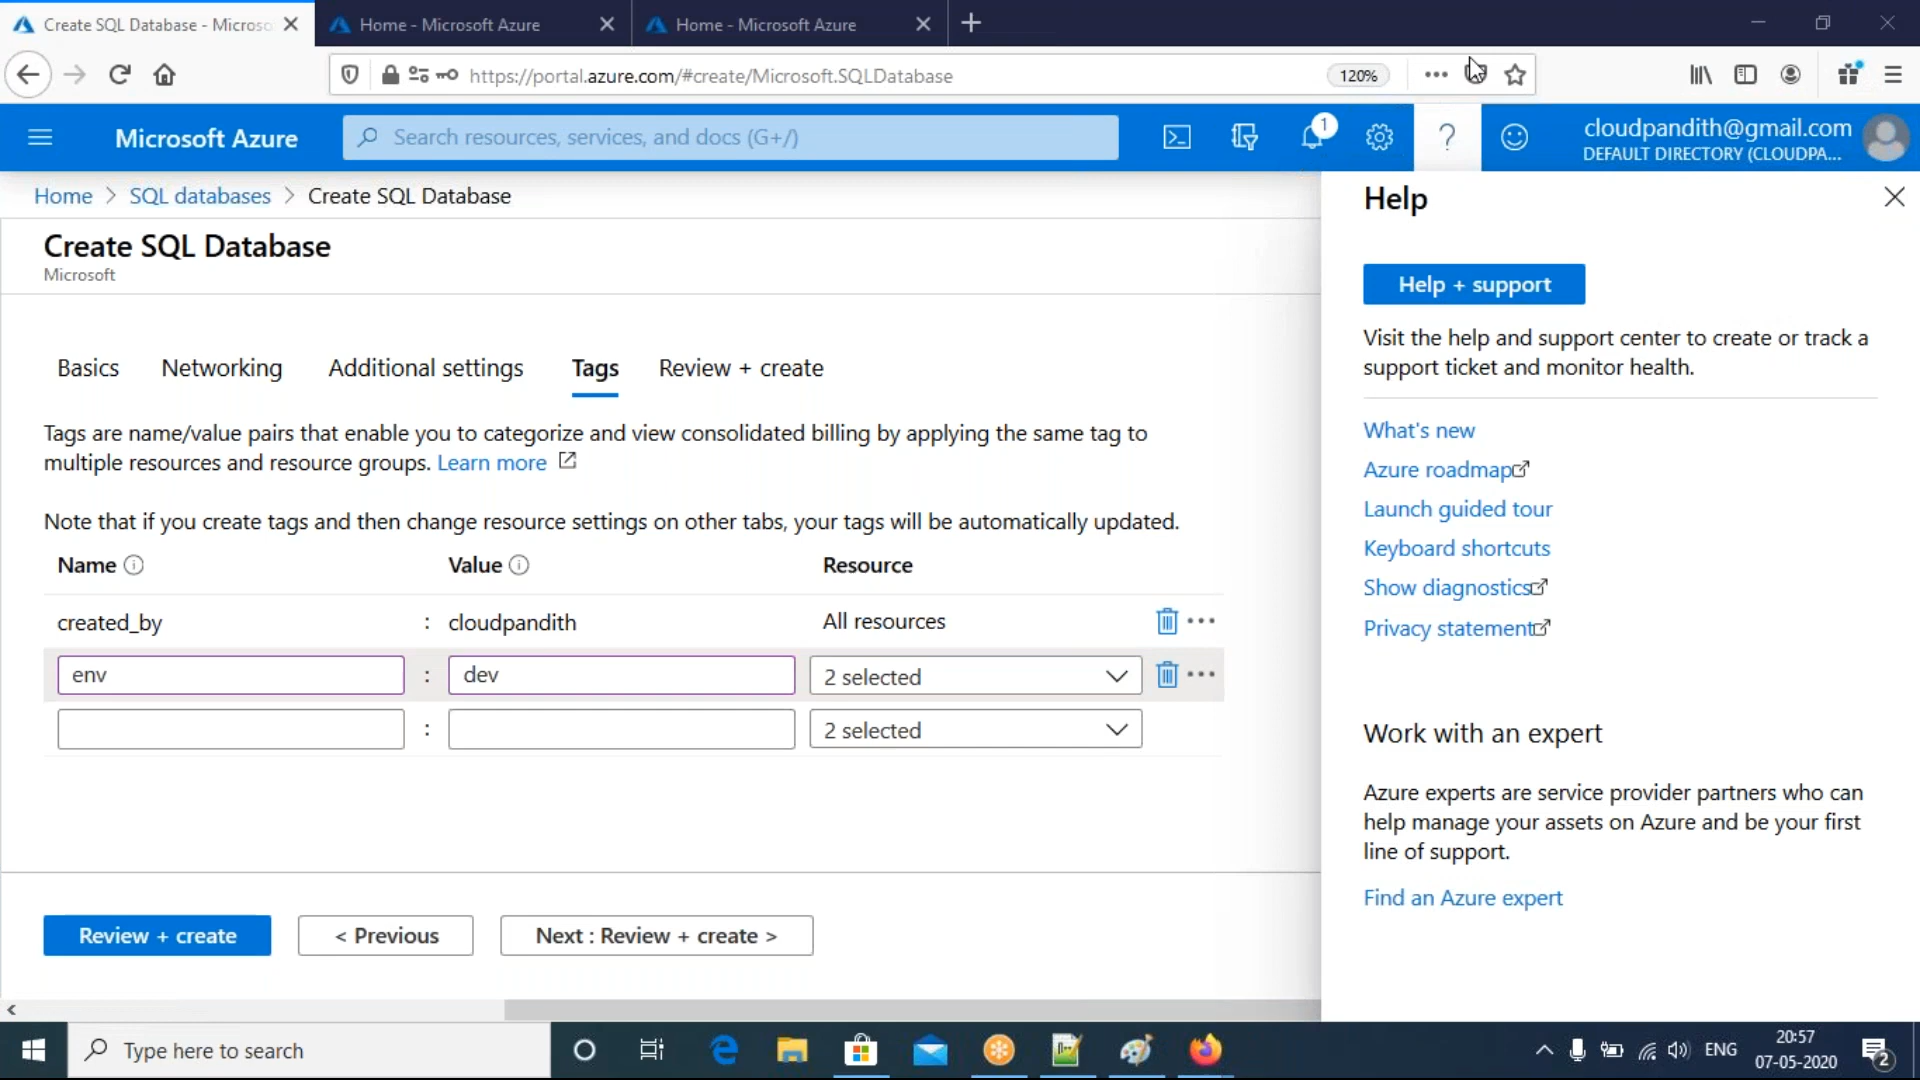 Create SQL Database - Microso
Home - Microsoft Azure
Home - Microsoft Azure
https://portal.azure.com/#create/Microsoft.SQLDatabase
120%
Microsoft Azure
Search resources, services, and docs (G+/)
1
cloudpandith@gmail.com
DEFAULT DIRECTORY (CLOUDPA...
Home > SQL databases > Create SQL Database
Create SQL Database
Microsoft
Basics Networking Additional settings Tags Review + create
Tags are name/value pairs that enable you to categorize and view consolidated billing by applying the same tag to
multiple resources and resource groups. Learn more
Note that if you create tags and then change resource settings on other tabs, your tags will be automatically updated.
Name Value Resource
created_by : cloudpandith All resources
env : dev 2 selected
: 2 selected
Review + create
< Previous
Next : Review + create >
Help
Help + support
Visit the help and support center to create or track a
support ticket and monitor health.
What's new
Azure roadmap
Launch guided tour
Keyboard shortcuts
Show diagnostics
Privacy statement
Work with an expert
Azure experts are service provider partners who can
help manage your assets on Azure and be your first
line of support.
Find an Azure expert
Type here to search
ENG
20:57
07-05-2020
2